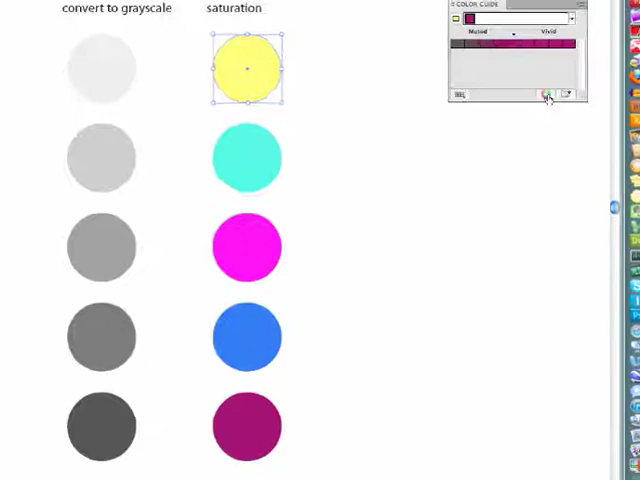 convert to grayscale
saturation
COLOR GUIDE
Muted
Vivid